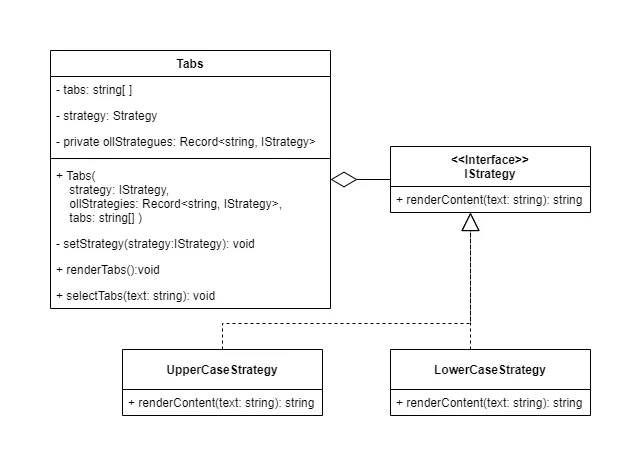 Tabs
- tabs: string[ ]
- strategy: Strategy
- private ollStrategues: Record<string, IStrategy>
+ Tabs(
strategy: IStrategy,
ollStrategies: Record<string, IStrategy>,
tabs: string[] )
- setStrategy(strategy:IStrategy): void
+ renderTabs():void
+ selectTabs(text: string): void
<<Interface>>
IStrategy
+ renderContent(text: string): string
UpperCaseStrategy
+ renderContent(text: string): string
LowerCaseStrategy
+ renderContent(text: string): string